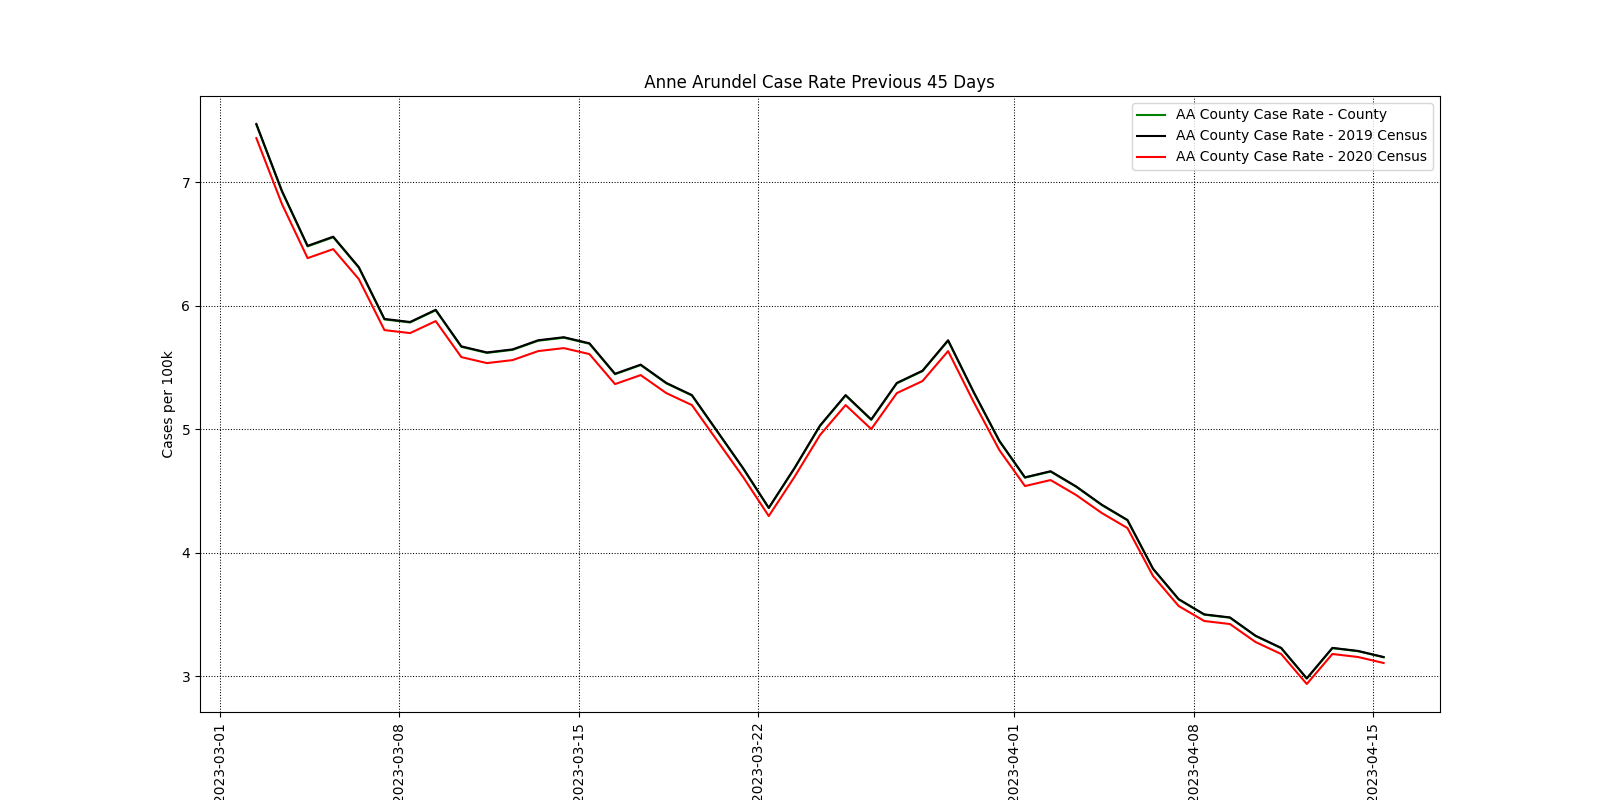 Anne Arundel Case Rate Previous 45 Days
AA County Case Rate - County
AA County Case Rate - 2019 Census
AA County Case Rate - 2020 Census
Cases per 100k
7
6
5
4
3
2023-03-01
2023-03-08
2023-03-15
2023-03-22
2023-04-01
2023-04-08
2023-04-15